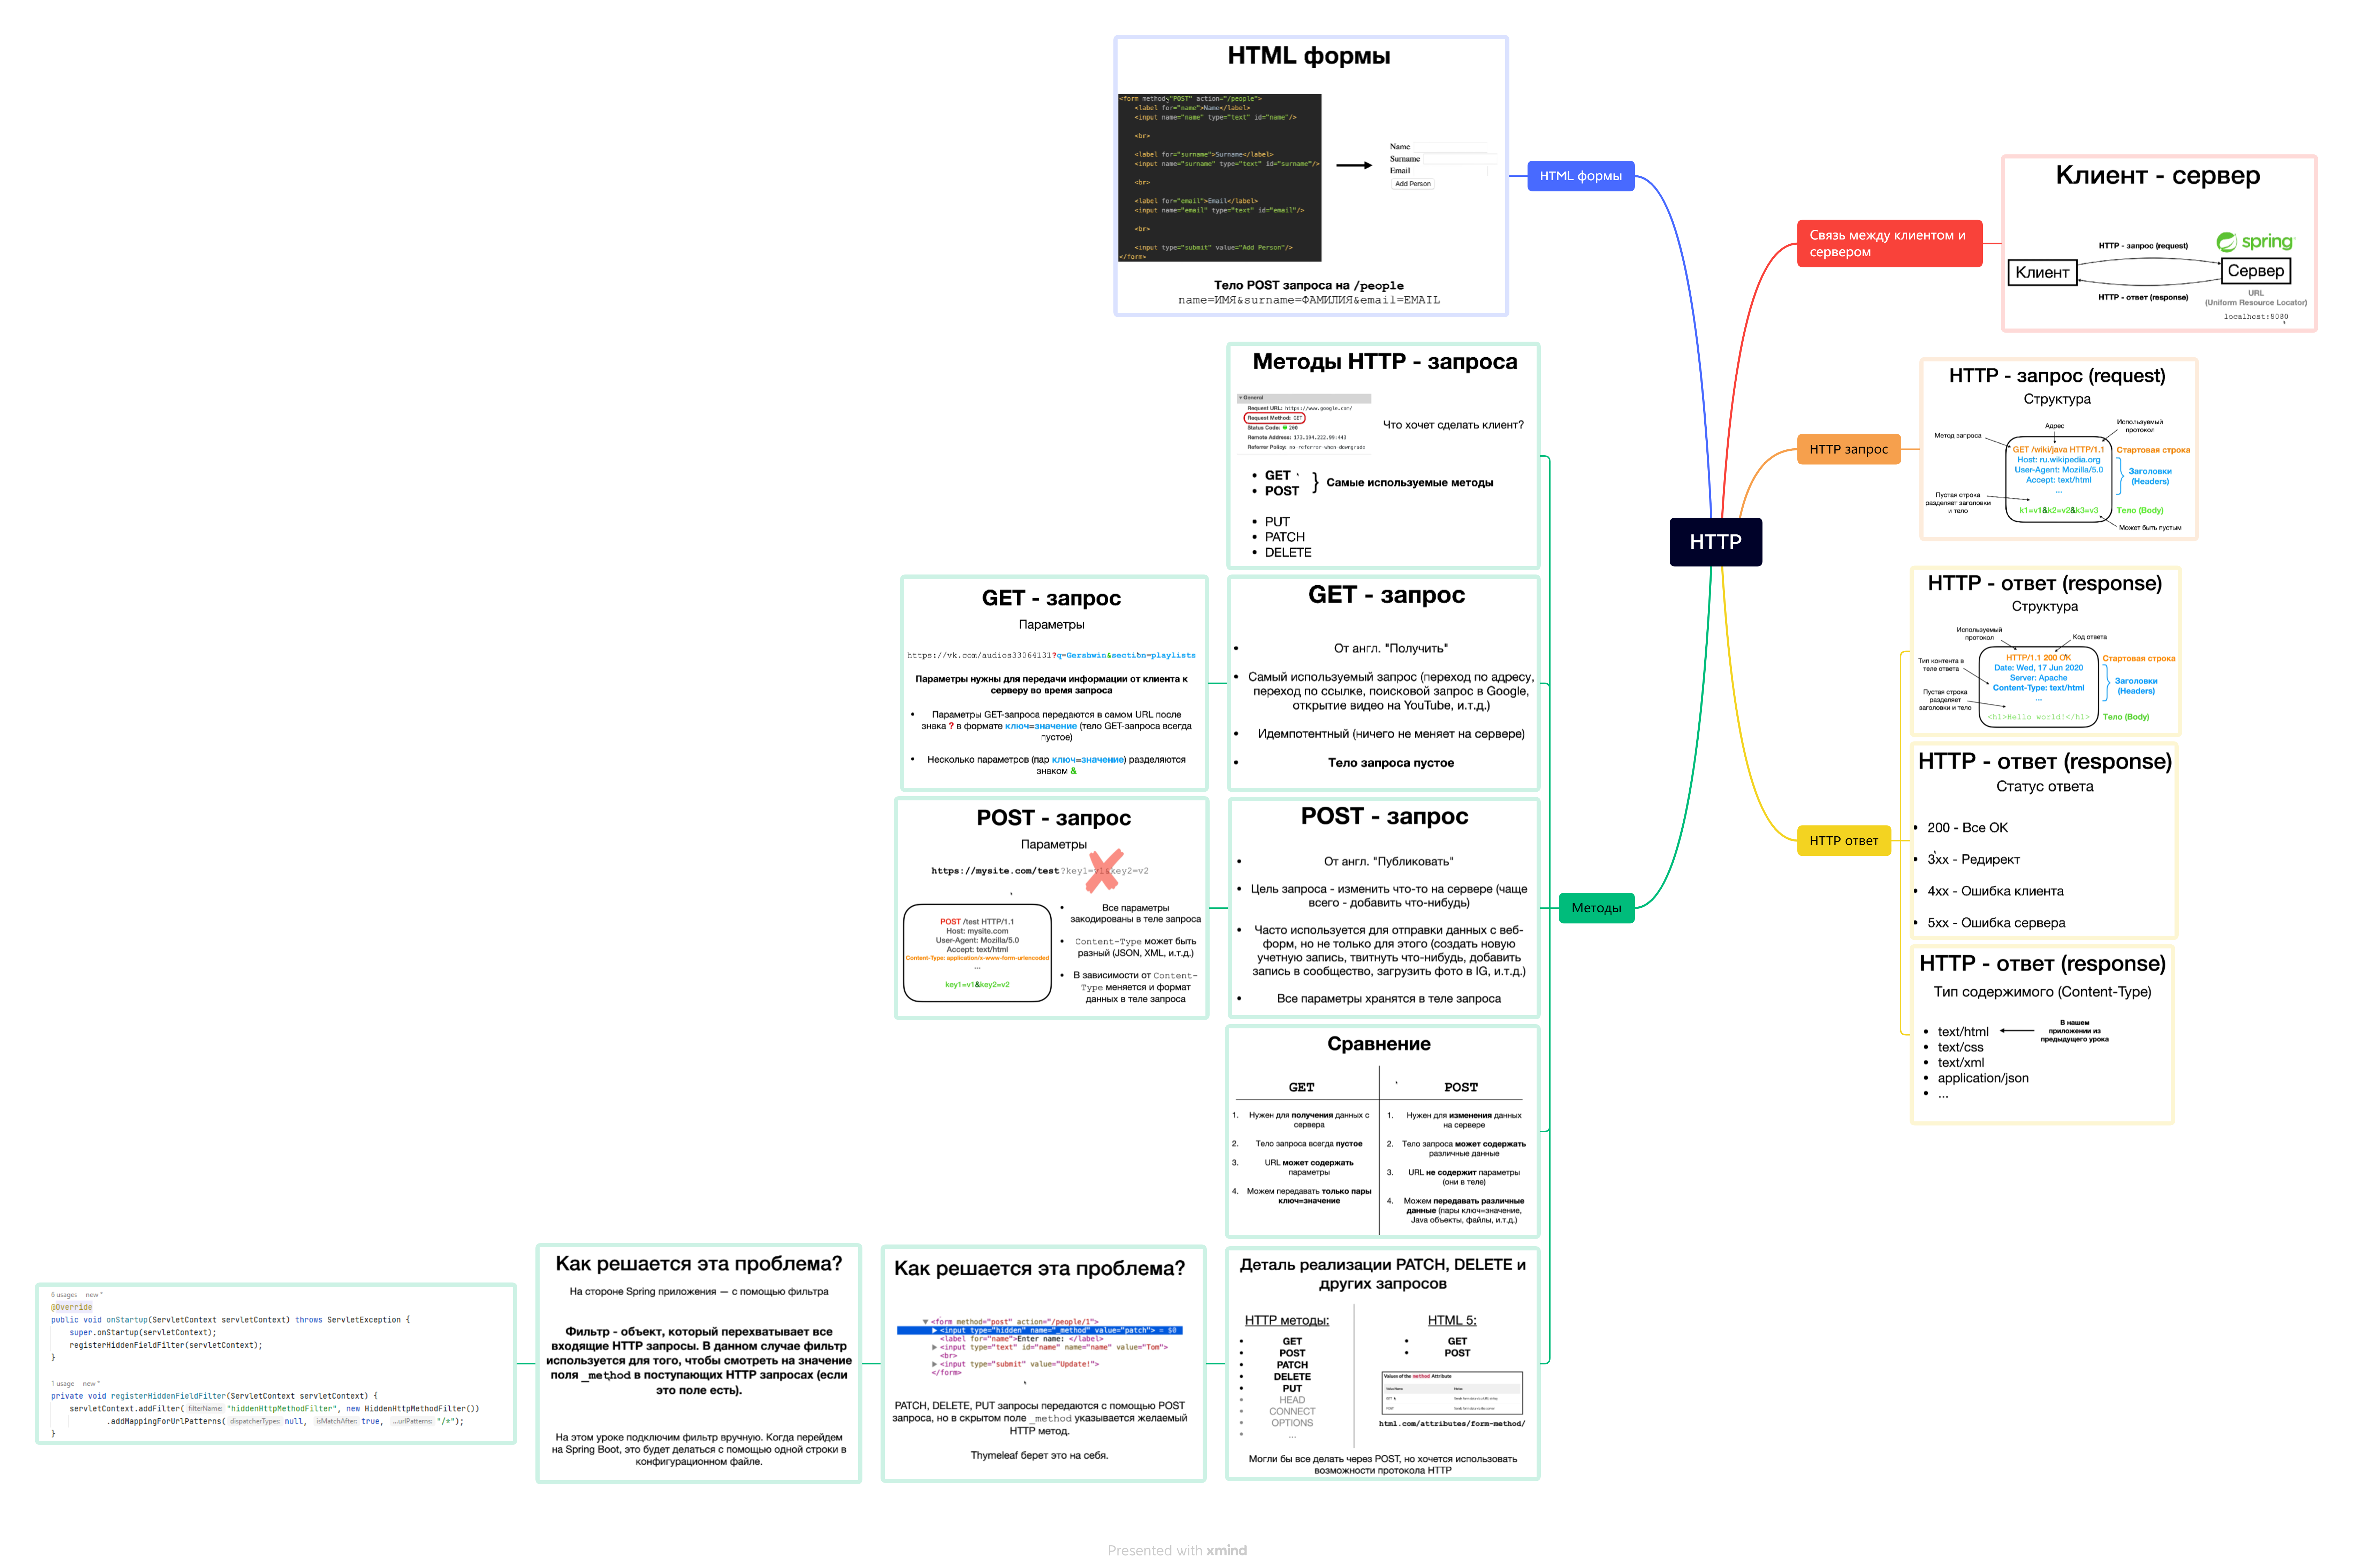 HTML формы
<form method="POST" action="/people">
<label for="name">Name</label>
<input name="name" type="text" id="name"/>
<br>
<label for="surname">Surname</label>
<input name="surname" type="text" id="surname"/>
<br>
<label for="email">Email</label>
<input name="email" type="text" id="email"/>
<br>
<input type="submit" value="Add Person"/>
</form>
Name
Surname
Email
Add Person
Тело POST запроса на /people
name=ИМЯ&surname=ФАМИЛИЯ&email=EMAIL
HTML формы
Связь между клиентом и
сервером
Клиент - сервер
HTTP - запрос (request)
spring
Клиент
Сервер
HTTP - ответ (response)
URL
(Uniform Resource Locator)
localhost:8080
HTTP
HTTP запрос
HTTP - запрос (request)
Структура
Метод запроса
Адрес
Используемый
протокол
GET /wiki/java HTTP/1.1
Стартовая строка
Host: ru.wikipedia.org
User-Agent: Mozilla/5.0
Accept: text/html
...
Заголовки
(Headers)
Пустая строка
разделяет заголовки
и тело
k1=v1&k2=v2&k3=v3
Тело (Body)
Может быть пустым
HTTP ответ
HTTP - ответ (response)
Структура
Используемый
протокол
Код ответа
Тип контента в
теле ответа
HTTP/1.1 200 OK
Стартовая строка
Date: Wed, 17 Jun 2020
Server: Apache
Content-Type: text/html
...
Заголовки
(Headers)
Пустая строка
разделяет
заголовки и тело
<h1>Hello world!</h1>
Тело (Body)
HTTP - ответ (response)
Статус ответа
• 200 - Все ОК
• 3xx - Редирект
• 4xx - Ошибка клиента
• 5xx - Ошибка сервера
HTTP - ответ (response)
Тип содержимого (Content-Type)
• text/html
В нашем
приложении из
предыдущего урока
• text/css
• text/xml
• application/json
• ...
Методы
Методы HTTP - запроса
General
Request URL: https://www.google.com/
Request Method: GET
Status Code: 200
Remote Address: 173.194.222.99:443
Referrer Policy: no referrer when downgrade
Что хочет сделать клиент?
• GET
• POST
Самые используемые методы
• PUT
• PATCH
• DELETE
GET - запрос
• От англ. "Получить"
• Самый используемый запрос (переход по адресу,
переход по ссылке, поисковой запрос в Google,
открытие видео на YouTube, и.т.д.)
• Идемпотентный (ничего не меняет на сервере)
• Тело запроса пустое
GET - запрос
Параметры
https://vk.com/audios33064131?q=Gershwin&section=playlists
Параметры нужны для передачи информации от клиента к
серверу во время запроса
• Параметры GET-запроса передаются в самом URL после
знака ? в формате ключ=значение (тело GET-запроса всегда
пустое)
• Несколько параметров (пар ключ=значение) разделяются
знаком &
POST - запрос
• От англ. "Публиковать"
• Цель запроса - изменить что-то на сервере (чаще
всего - добавить что-нибудь)
• Часто используется для отправки данных с веб-
форм, но не только для этого (создать новую
учетную запись, твитнуть что-нибудь, добавить
запись в сообщество, загрузить фото в IG, и.т.д.)
• Все параметры хранятся в теле запроса
POST - запрос
Параметры
https://mysite.com/test?key1=v1&key2=v2
POST /test HTTP/1.1
Host: mysite.com
User-Agent: Mozilla/5.0
Accept: text/html
Content-Type: application/x-www-form-urlencoded
...
key1=v1&key2=v2
• Все параметры
закодированы в теле запроса
• Content-Type может быть
разный (JSON, XML, и.т.д.)
• В зависимости от Content-
Type меняется и формат
данных в теле запроса
Сравнение
GET
1. Нужен для получения данных с
сервера
2. Тело запроса всегда пустое
3. URL может содержать
параметры
4. Можем передавать только пары
ключ=значение
POST
1. Нужен для изменения данных
на сервере
2. Тело запроса может содержать
различные данные
3. URL не содержит параметры
(они в теле)
4. Можем передавать различные
данные (пары ключ=значение,
Java объекты, файлы, и.т.д.)
Деталь реализации PATCH, DELETE и
других запросов
HTTP методы:
• GET
• POST
• PATCH
• DELETE
• PUT
• HEAD
• CONNECT
• OPTIONS
• ...
HTML 5:
• GET
• POST
Values of the method Attribute
Value Name
Notes
GET
POST
html.com/attributes/form-method/
Могли бы все делать через POST, но хочется использовать
возможности протокола HTTP
Как решается эта проблема?
<form method="post" action="/people/1">
<input type="hidden" name="_method" value="patch"> = $0
<label for="name">Enter name: </label>
<input type="text" id="name" name="name" value="Tom">
<br>
<input type="submit" value="Update!">
</form>
PATCH, DELETE, PUT запросы передаются с помощью POST
запроса, но в скрытом поле _method указывается желаемый
HTTP метод.
Thymeleaf берет это на себя.
Как решается эта проблема?
На стороне Spring приложения — с помощью фильтра
Фильтр - объект, который перехватывает все
входящие HTTP запросы. В данном случае фильтр
используется для того, чтобы смотреть на значение
поля _method в поступающих HTTP запросах (если
это поле есть).
На этом уроке подключим фильтр вручную. Когда перейдем
на Spring Boot, это будет делаться с помощью одной строки в
конфигурационном файле.
6 usages new *
@Override
public void onStartup(ServletContext servletContext) throws ServletException {
super.onStartup(servletContext);
registerHiddenFieldFilter(servletContext);
}
1 usage new *
private void registerHiddenFieldFilter(ServletContext servletContext) {
servletContext.addFilter( filterName: "hiddenHttpMethodFilter", new HiddenHttpMethodFilter())
.addMappingForUrlPatterns( dispatcherTypes: null, isMatchAfter: true, ...urlPatterns: "/*");
}
Presented with xmind